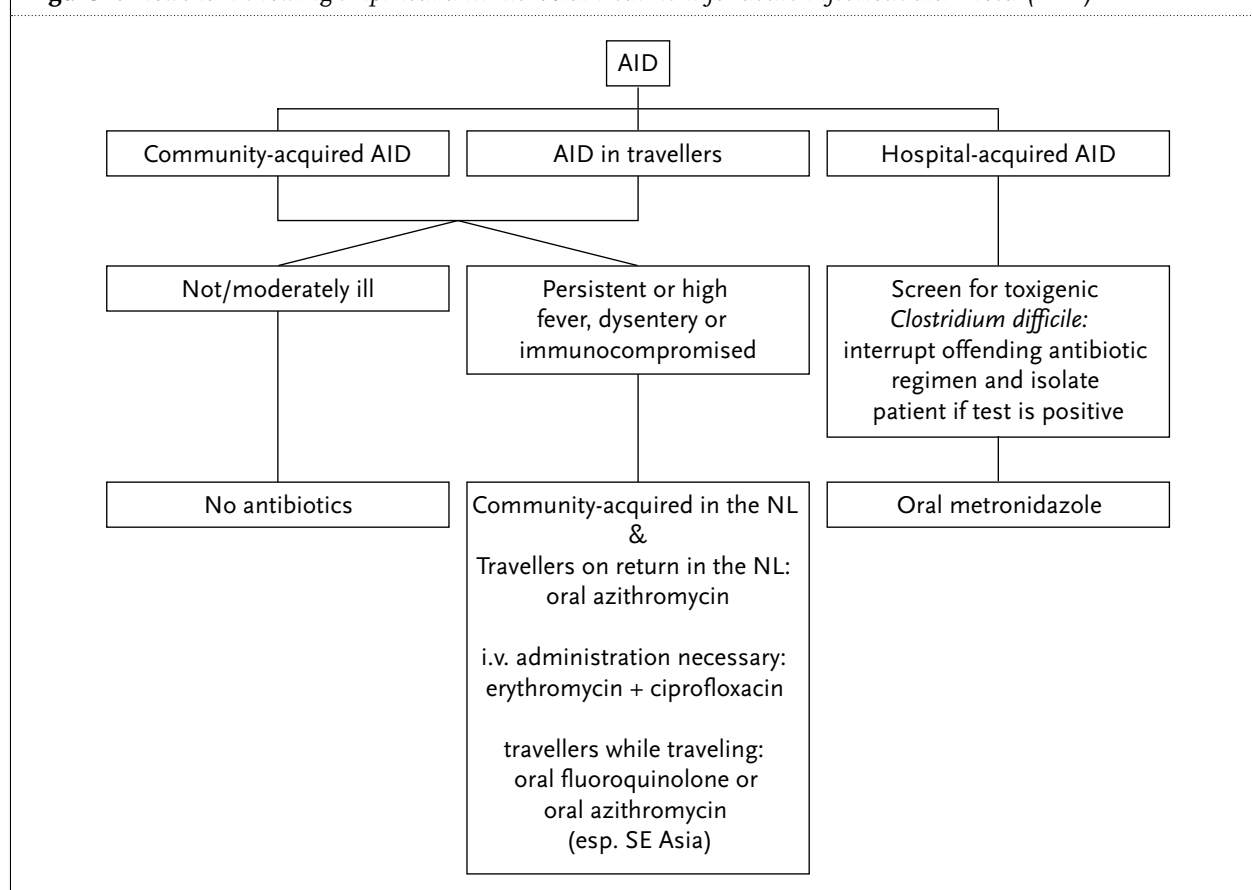 AID
Community-acquired AID
AID in travellers
Hospital-acquired AID
Not/moderately ill
Persistent or high
fever, dysentery or
immunocompromised
Screen for toxigenic
Clostridium difficile:
interrupt offending antibiotic
regimen and isolate
patient if test is positive
No antibiotics
Community-acquired in the NL
&
Travellers on return in the NL:
oral azithromycin
i.v. administration necessary:
erythromycin + ciprofloxacin
travellers while traveling:
oral fluoroquinolone or
oral azithromycin
(esp. SE Asia)
Oral metronidazole